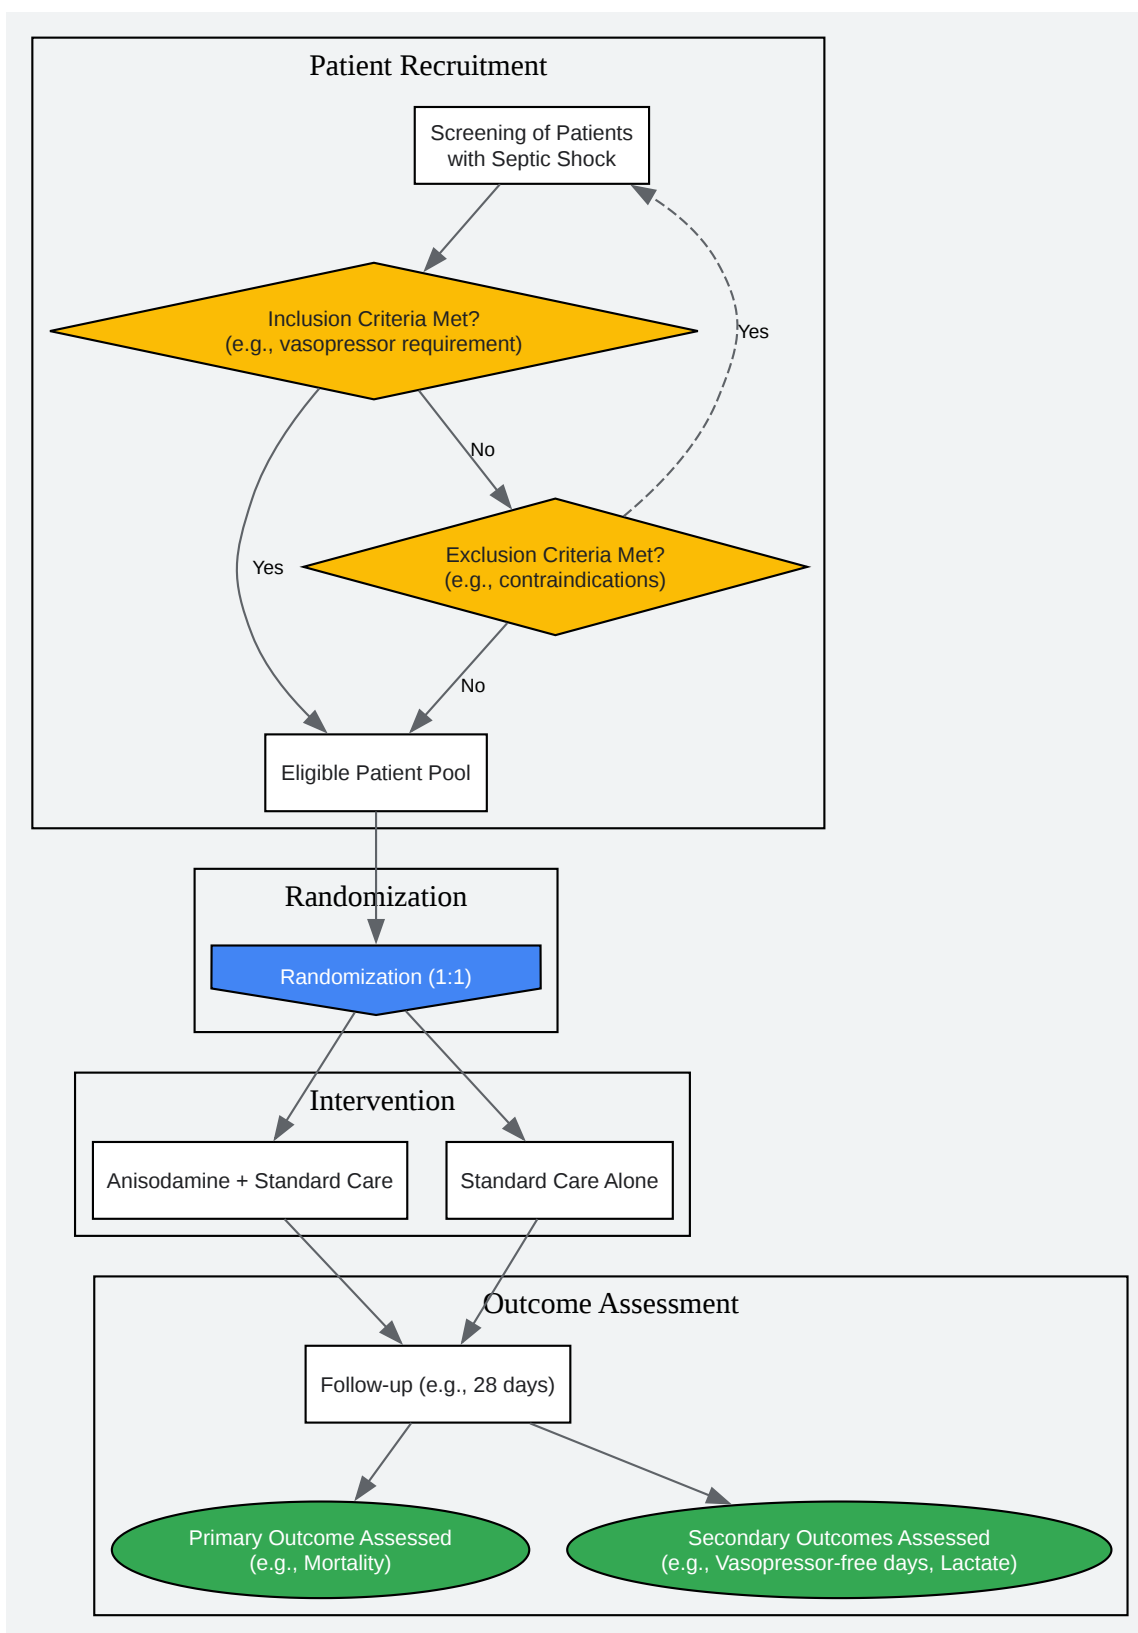 Patient Recruitment
Screening of Patients
with Septic Shock
Inclusion Criteria Met?
(e.g., vasopressor requirement)
Yes
No
Exclusion Criteria Met?
(e.g., contraindications)
Yes
No
Eligible Patient Pool
Randomization
Randomization (1:1)
Intervention
Anisodamine + Standard Care
Standard Care Alone
Outcome Assessment
Follow-up (e.g., 28 days)
Primary Outcome Assessed
(e.g., Mortality)
Secondary Outcomes Assessed
(e.g., Vasopressor-free days, Lactate)